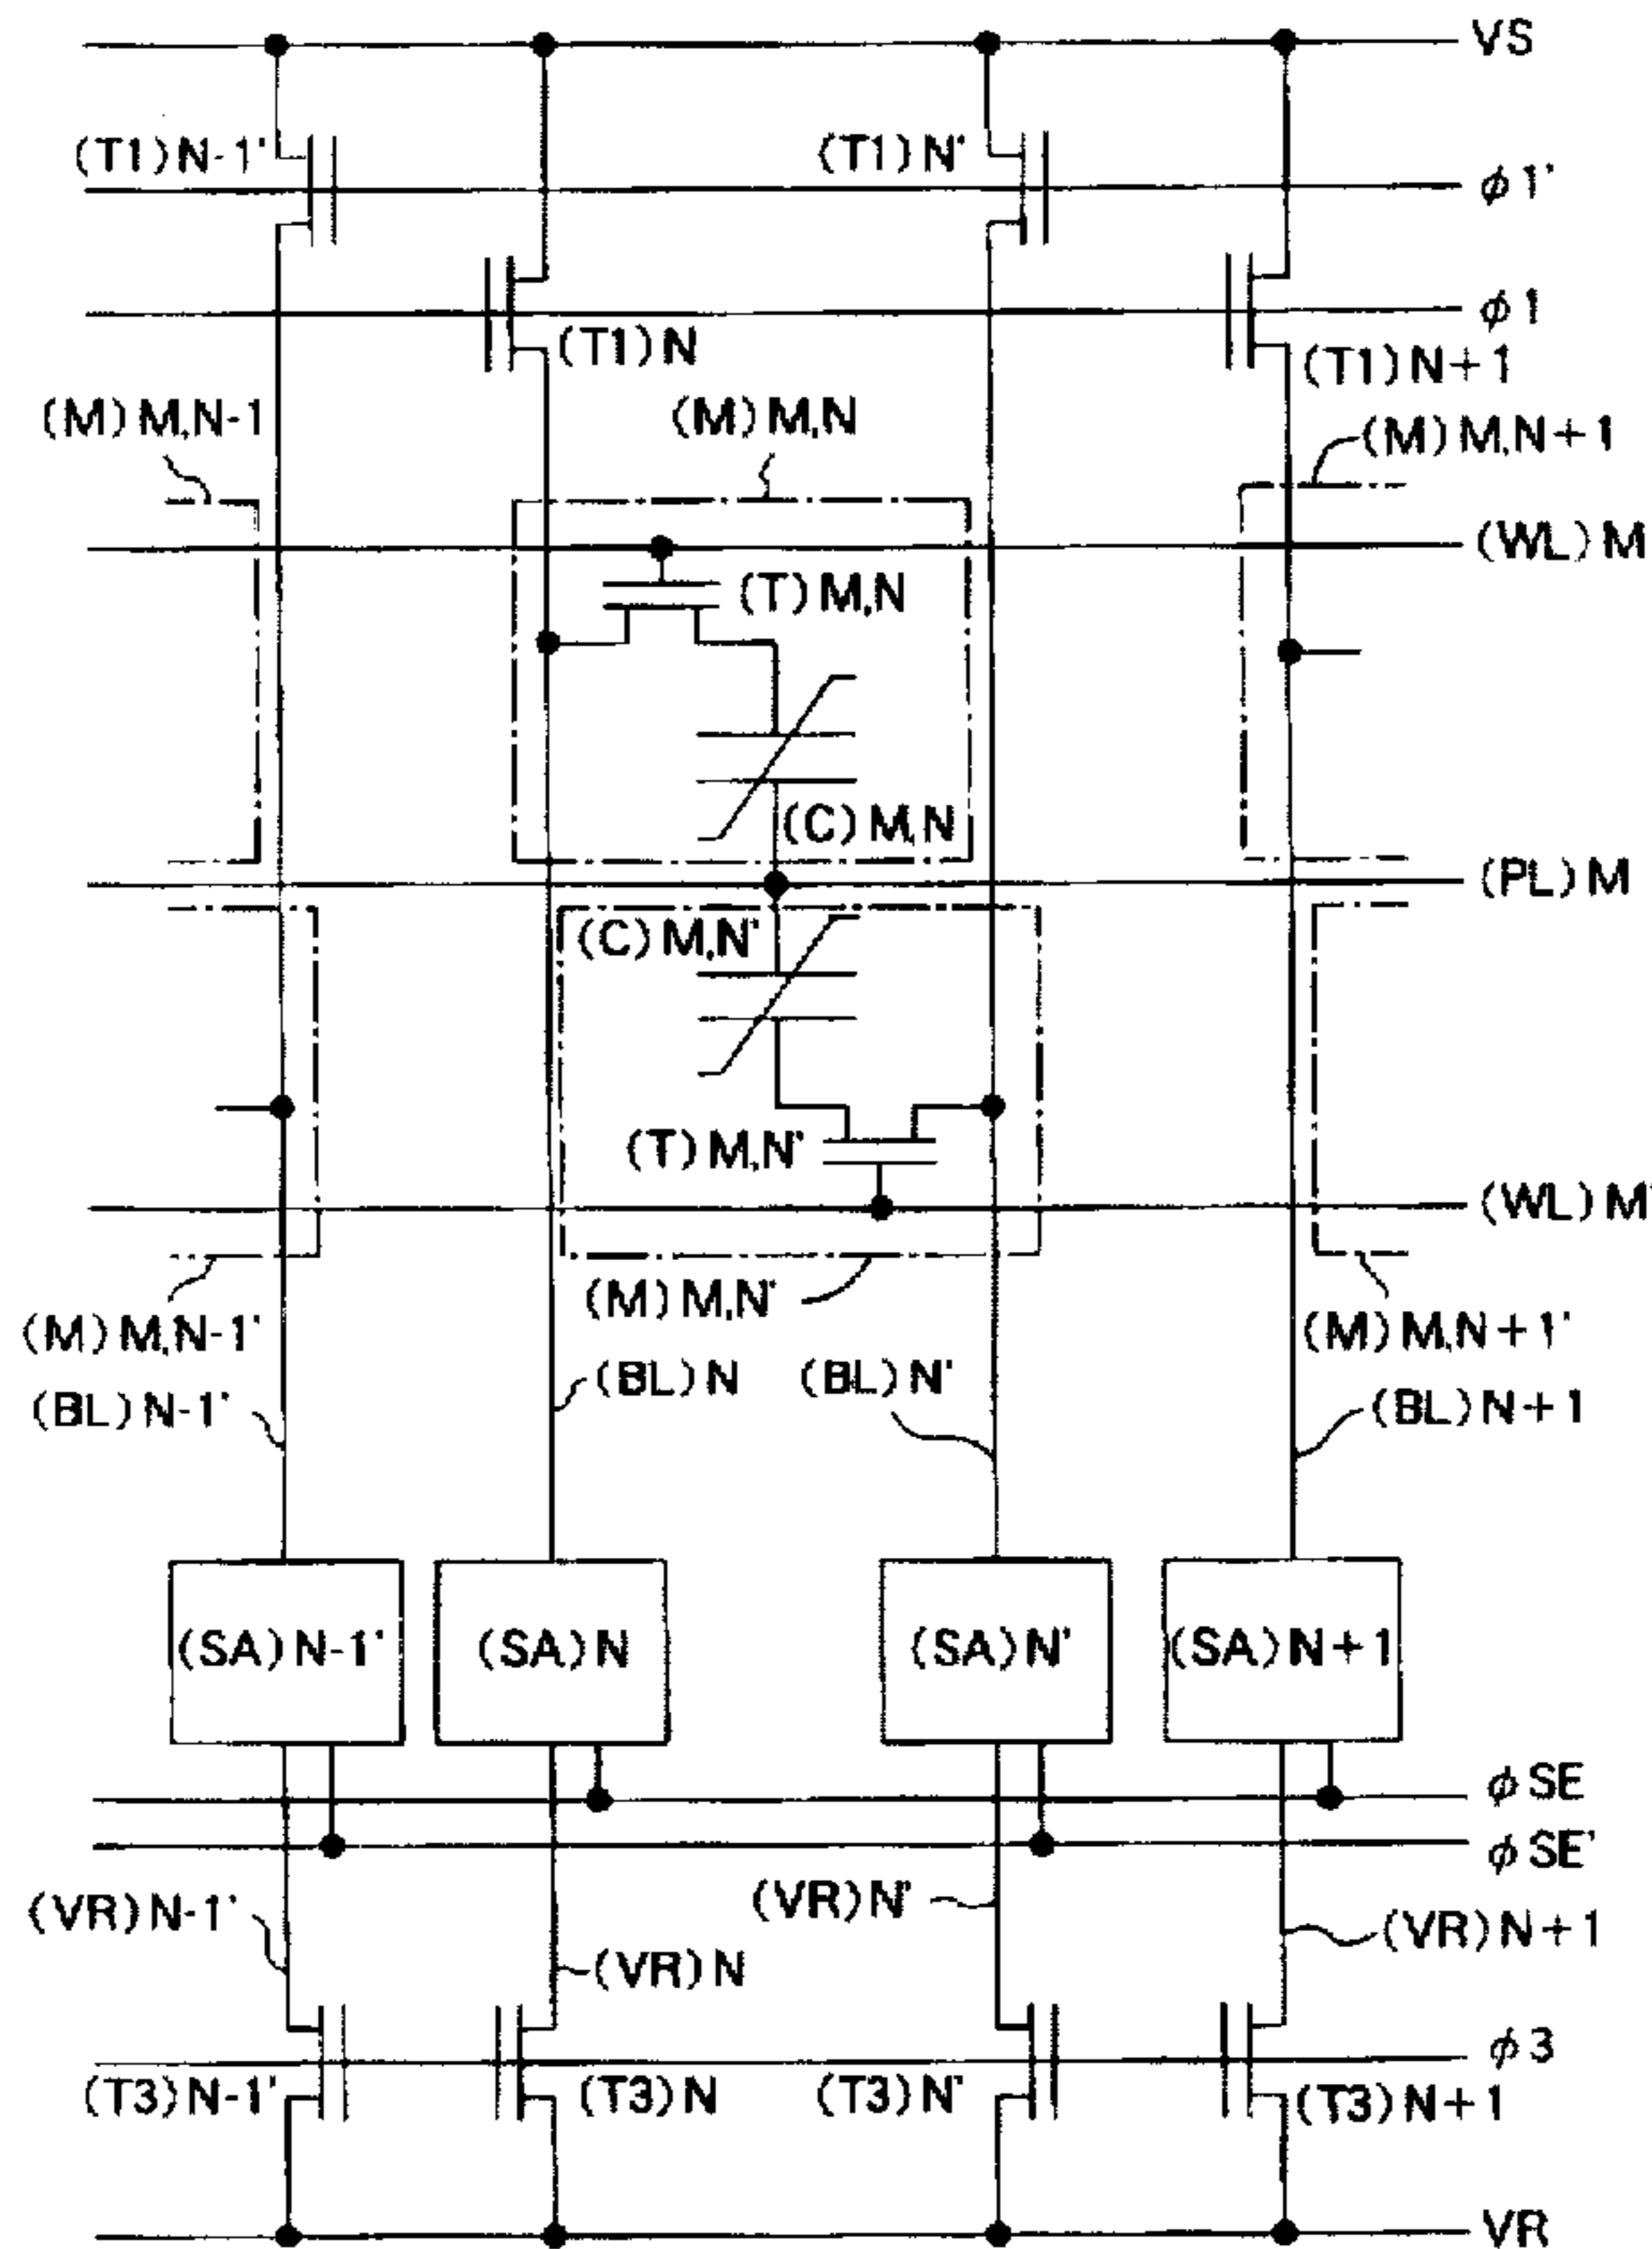 VS
(T1)N-1'
(T1)N'
φ1'
φ1
(T1)N
(T1)N+1
(M)M,N-1
(M)M,N
(M)M,N+1
(WL)M
(T)M,N
(C)M,N
(PL)M
(C)M,N'
(T)M,N'
(WL)M'
(M)M,N'
(M)M,N-1'
(M)M,N+1'
(BL)N
(BL)N'
(BL)N-1'
(BL)N+1
(SA)N-1'
(SA)N
(SA)N'
(SA)N+1
φSE
φSE'
(VR)N-1'
(VR)N'
(VR)N+1
(VR)N
φ3
(T3)N-1'
(T3)N
(T3)N'
(T3)N+1
VR